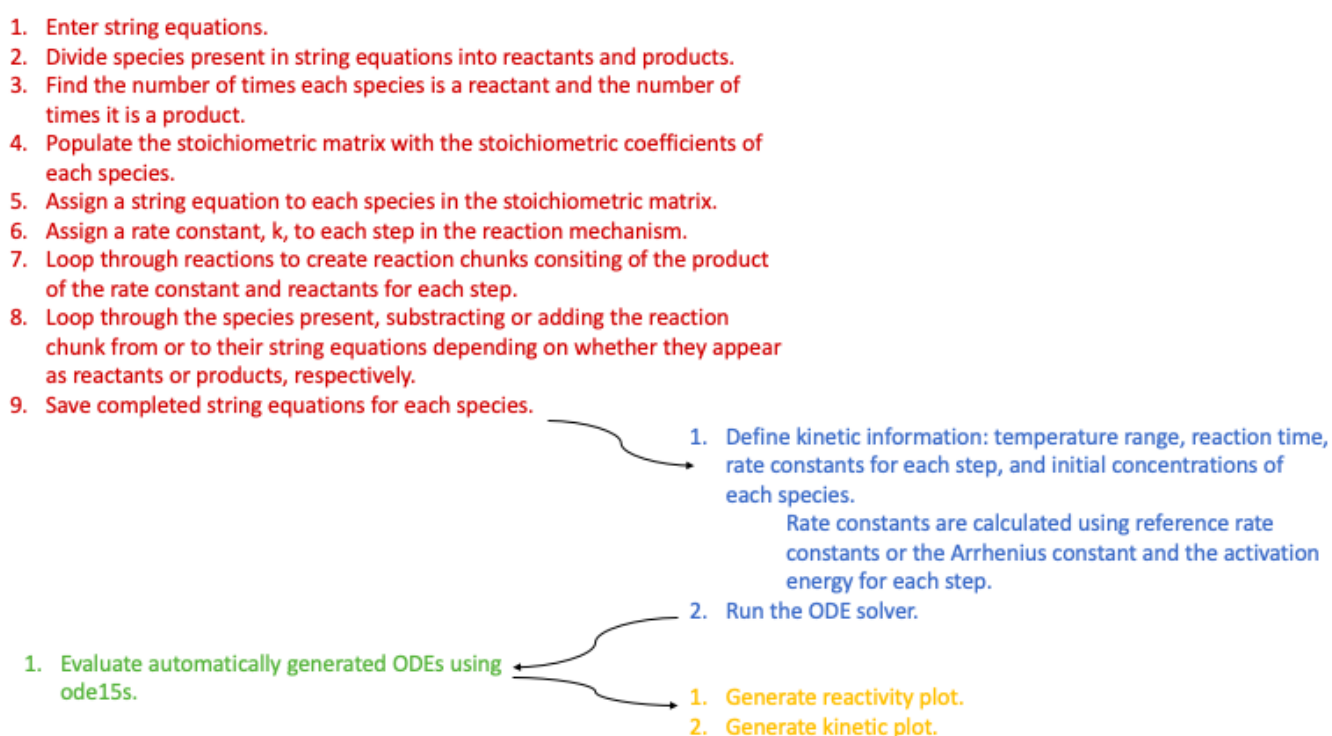 1. Enter string equations.
2. Divide species present in string equations into reactants and products.
3. Find the number of times each species is a reactant and the number of
times it is a product.
4. Populate the stoichiometric matrix with the stoichiometric coefficients of
each species.
5. Assign a string equation to each species in the stoichiometric matrix.
6. Assign a rate constant, k, to each step in the reaction mechanism.
7. Loop through reactions to create reaction chunks consiting of the product
of the rate constant and reactants for each step.
8. Loop through the species present, substracting or adding the reaction
chunk from or to their string equations depending on whether they appear
as reactants or products, respectively.
9. Save completed string equations for each species.
1. Define kinetic information: temperature range, reaction time,
rate constants for each step, and initial concentrations of
each species.
Rate constants are calculated using reference rate
constants or the Arrhenius constant and the activation
energy for each step.
2. Run the ODE solver.
1. Evaluate automatically generated ODEs using
ode15s.
1. Generate reactivity plot.
2. Generate kinetic plot.